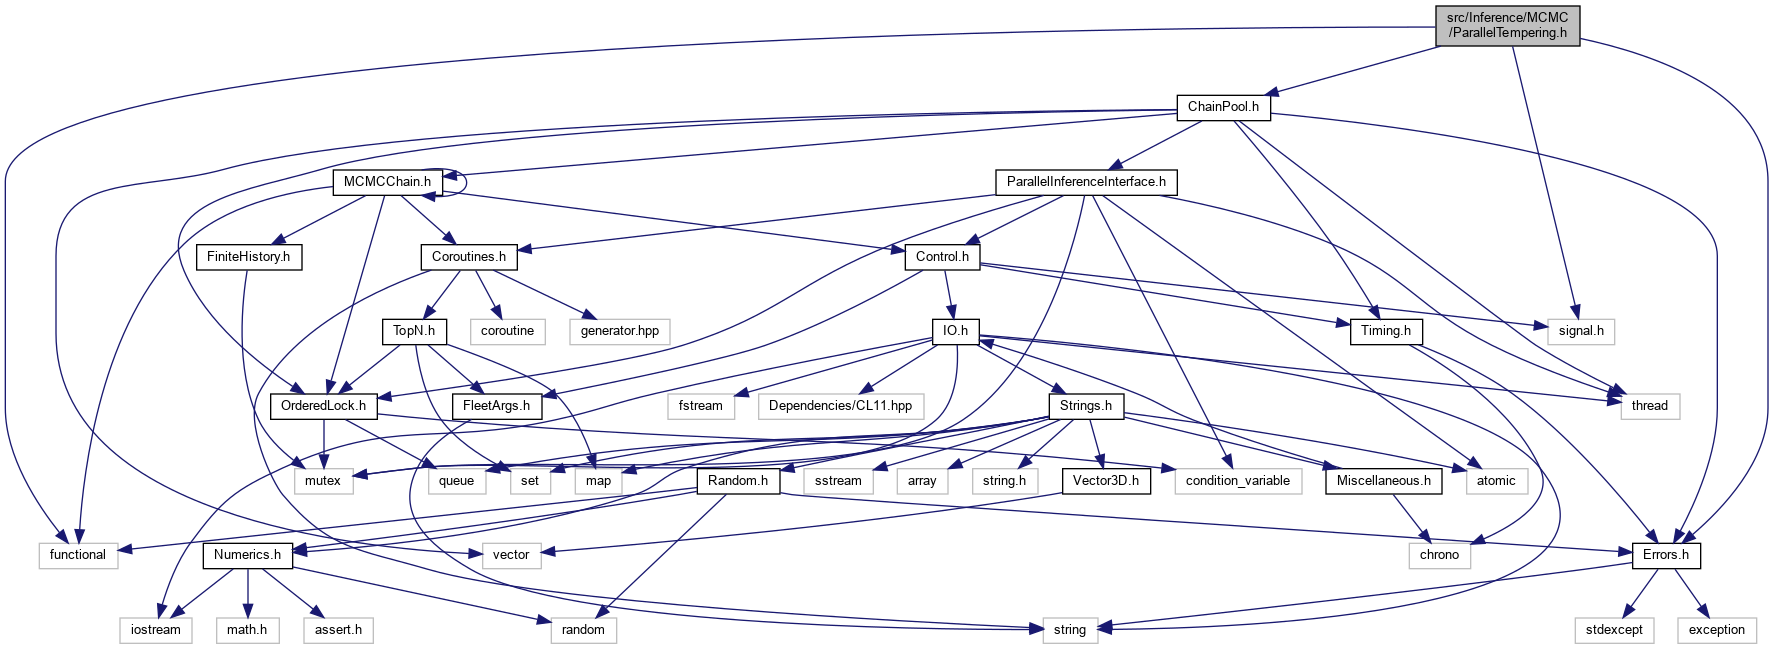 src/Inference/MCMC
/ParallelTempering.h
ChainPool.h
MCMCChain.h
ParallelInferenceInterface.h
FiniteHistory.h
Coroutines.h
Control.h
TopN.h
coroutine
generator.hpp
IO.h
Timing.h
signal.h
OrderedLock.h
FleetArgs.h
fstream
Dependencies/CL11.hpp
Strings.h
thread
mutex
queue
set
map
Random.h
sstream
array
string.h
Vector3D.h
condition_variable
Miscellaneous.h
atomic
functional
Numerics.h
vector
chrono
Errors.h
iostream
math.h
assert.h
random
string
stdexcept
exception